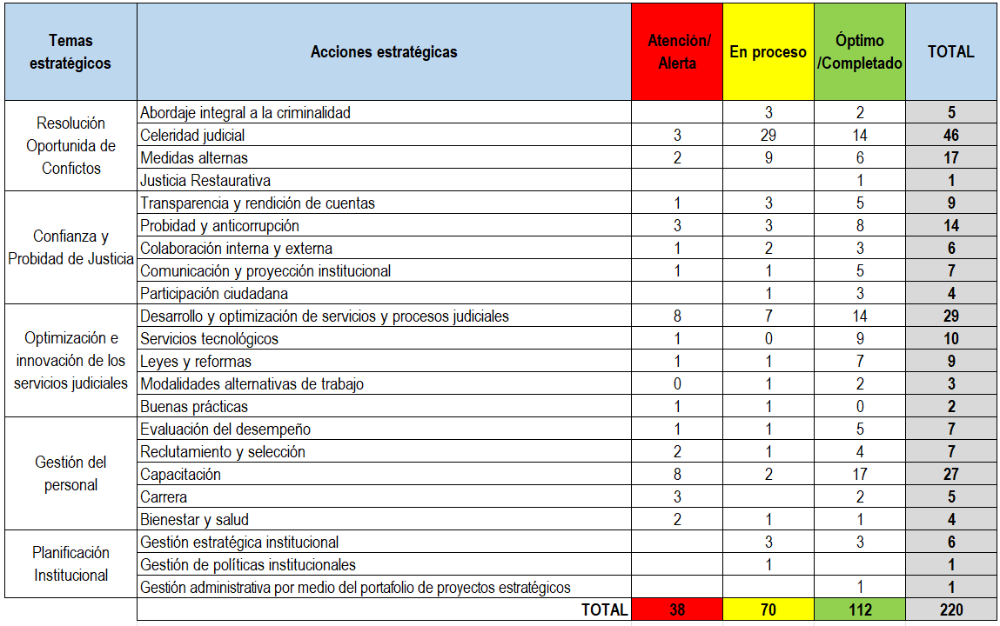 Temas estratégicos | Acciones estratégicas | Atención/ Alerta | En proceso | Óptimo /Completado | TOTAL
Resolución Oportunida de Confictos
Abordaje integral a la criminalidad | | 3 | 2 | 5
Celeridad judicial | 3 | 29 | 14 | 46
Medidas alternas | 2 | 9 | 6 | 17
Justicia Restaurativa | | | 1 | 1
Confianza y Probidad de Justicia
Transparencia y rendición de cuentas | 1 | 3 | 5 | 9
Probidad y anticorrupción | 3 | 3 | 8 | 14
Colaboración interna y externa | 1 | 2 | 3 | 6
Comunicación y proyección institucional | 1 | 1 | 5 | 7
Participación ciudadana | | 1 | 3 | 4
Optimización e innovación de los servicios judiciales
Desarrollo y optimización de servicios y procesos judiciales | 8 | 7 | 14 | 29
Servicios tecnológicos | 1 | 0 | 9 | 10
Leyes y reformas | 1 | 1 | 7 | 9
Modalidades alternativas de trabajo | 0 | 1 | 2 | 3
Buenas prácticas | 1 | 1 | 0 | 2
Gestión del personal
Evaluación del desempeño | 1 | 1 | 5 | 7
Reclutamiento y selección | 2 | 1 | 4 | 7
Capacitación | 8 | 2 | 17 | 27
Carrera | 3 | | 2 | 5
Bienestar y salud | 2 | 1 | 1 | 4
Planificación Institucional
Gestión estratégica institucional | | 3 | 3 | 6
Gestión de políticas institucionales | | 1 | | 1
Gestión administrativa por medio del portafolio de proyectos estratégicos | | | 1 | 1
TOTAL | 38 | 70 | 112 | 220